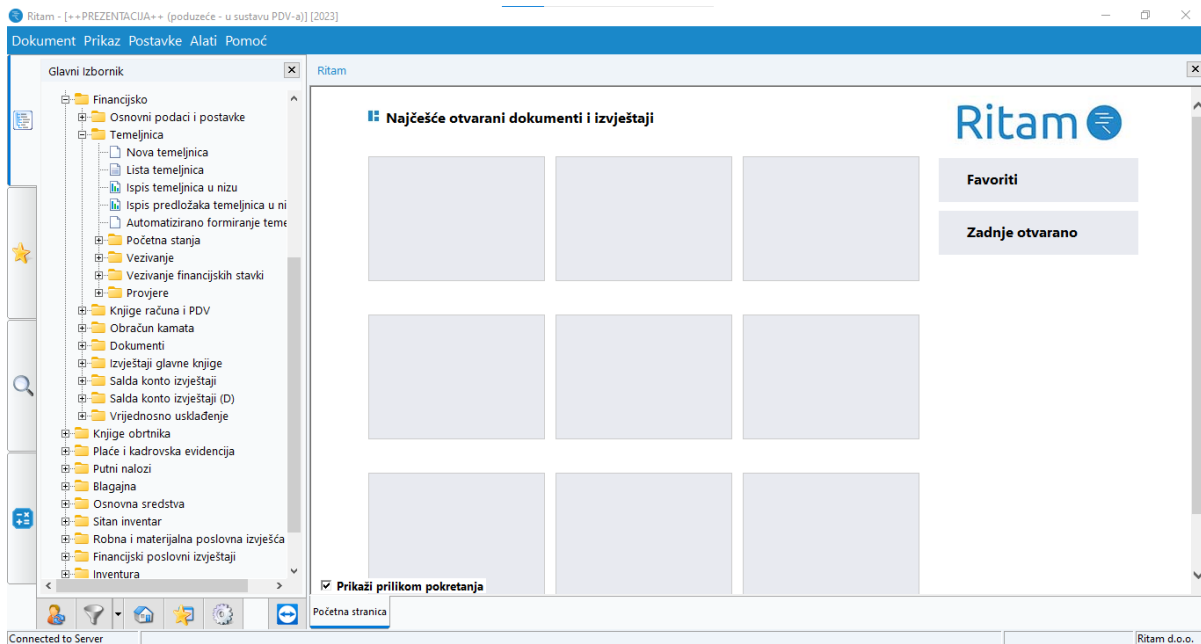 Ritam - [++PREZENTACIJA++ (poduzeće - u sustavu PDV-a)] [2023]
Dokument Prikaz Postavke Alati Pomoć
Glavni Izbornik
Financijsko
Osnovni podaci i postavke
Temeljnica
Nova temeljnica
Lista temeljnica
Ispis temeljnica u nizu
Ispis predložaka temeljnica u ni
Automatizirano formiranje teme
Početna stanja
Vezivanje
Vezivanje financijskih stavki
Provjere
Knjige računa i PDV
Obračun kamata
Dokumenti
Izvještaji glavne knjige
Salda konto izvještaji
Salda konto izvještaji (D)
Vrijednosno usklađenje
Knjige obrtnika
Plaće i kadrovska evidencija
Putni nalozi
Blagajna
Osnovna sredstva
Sitan inventar
Robna i materijalna poslovna izvješća
Financijski poslovni izvještaji
Inventura
Ritam
Najčešće otvarani dokumenti i izvještaji
Ritam
Favoriti
Zadnje otvarano
Prikaži prilikom pokretanja
Početna stranica
Connected to Server
Ritam d.o.o.